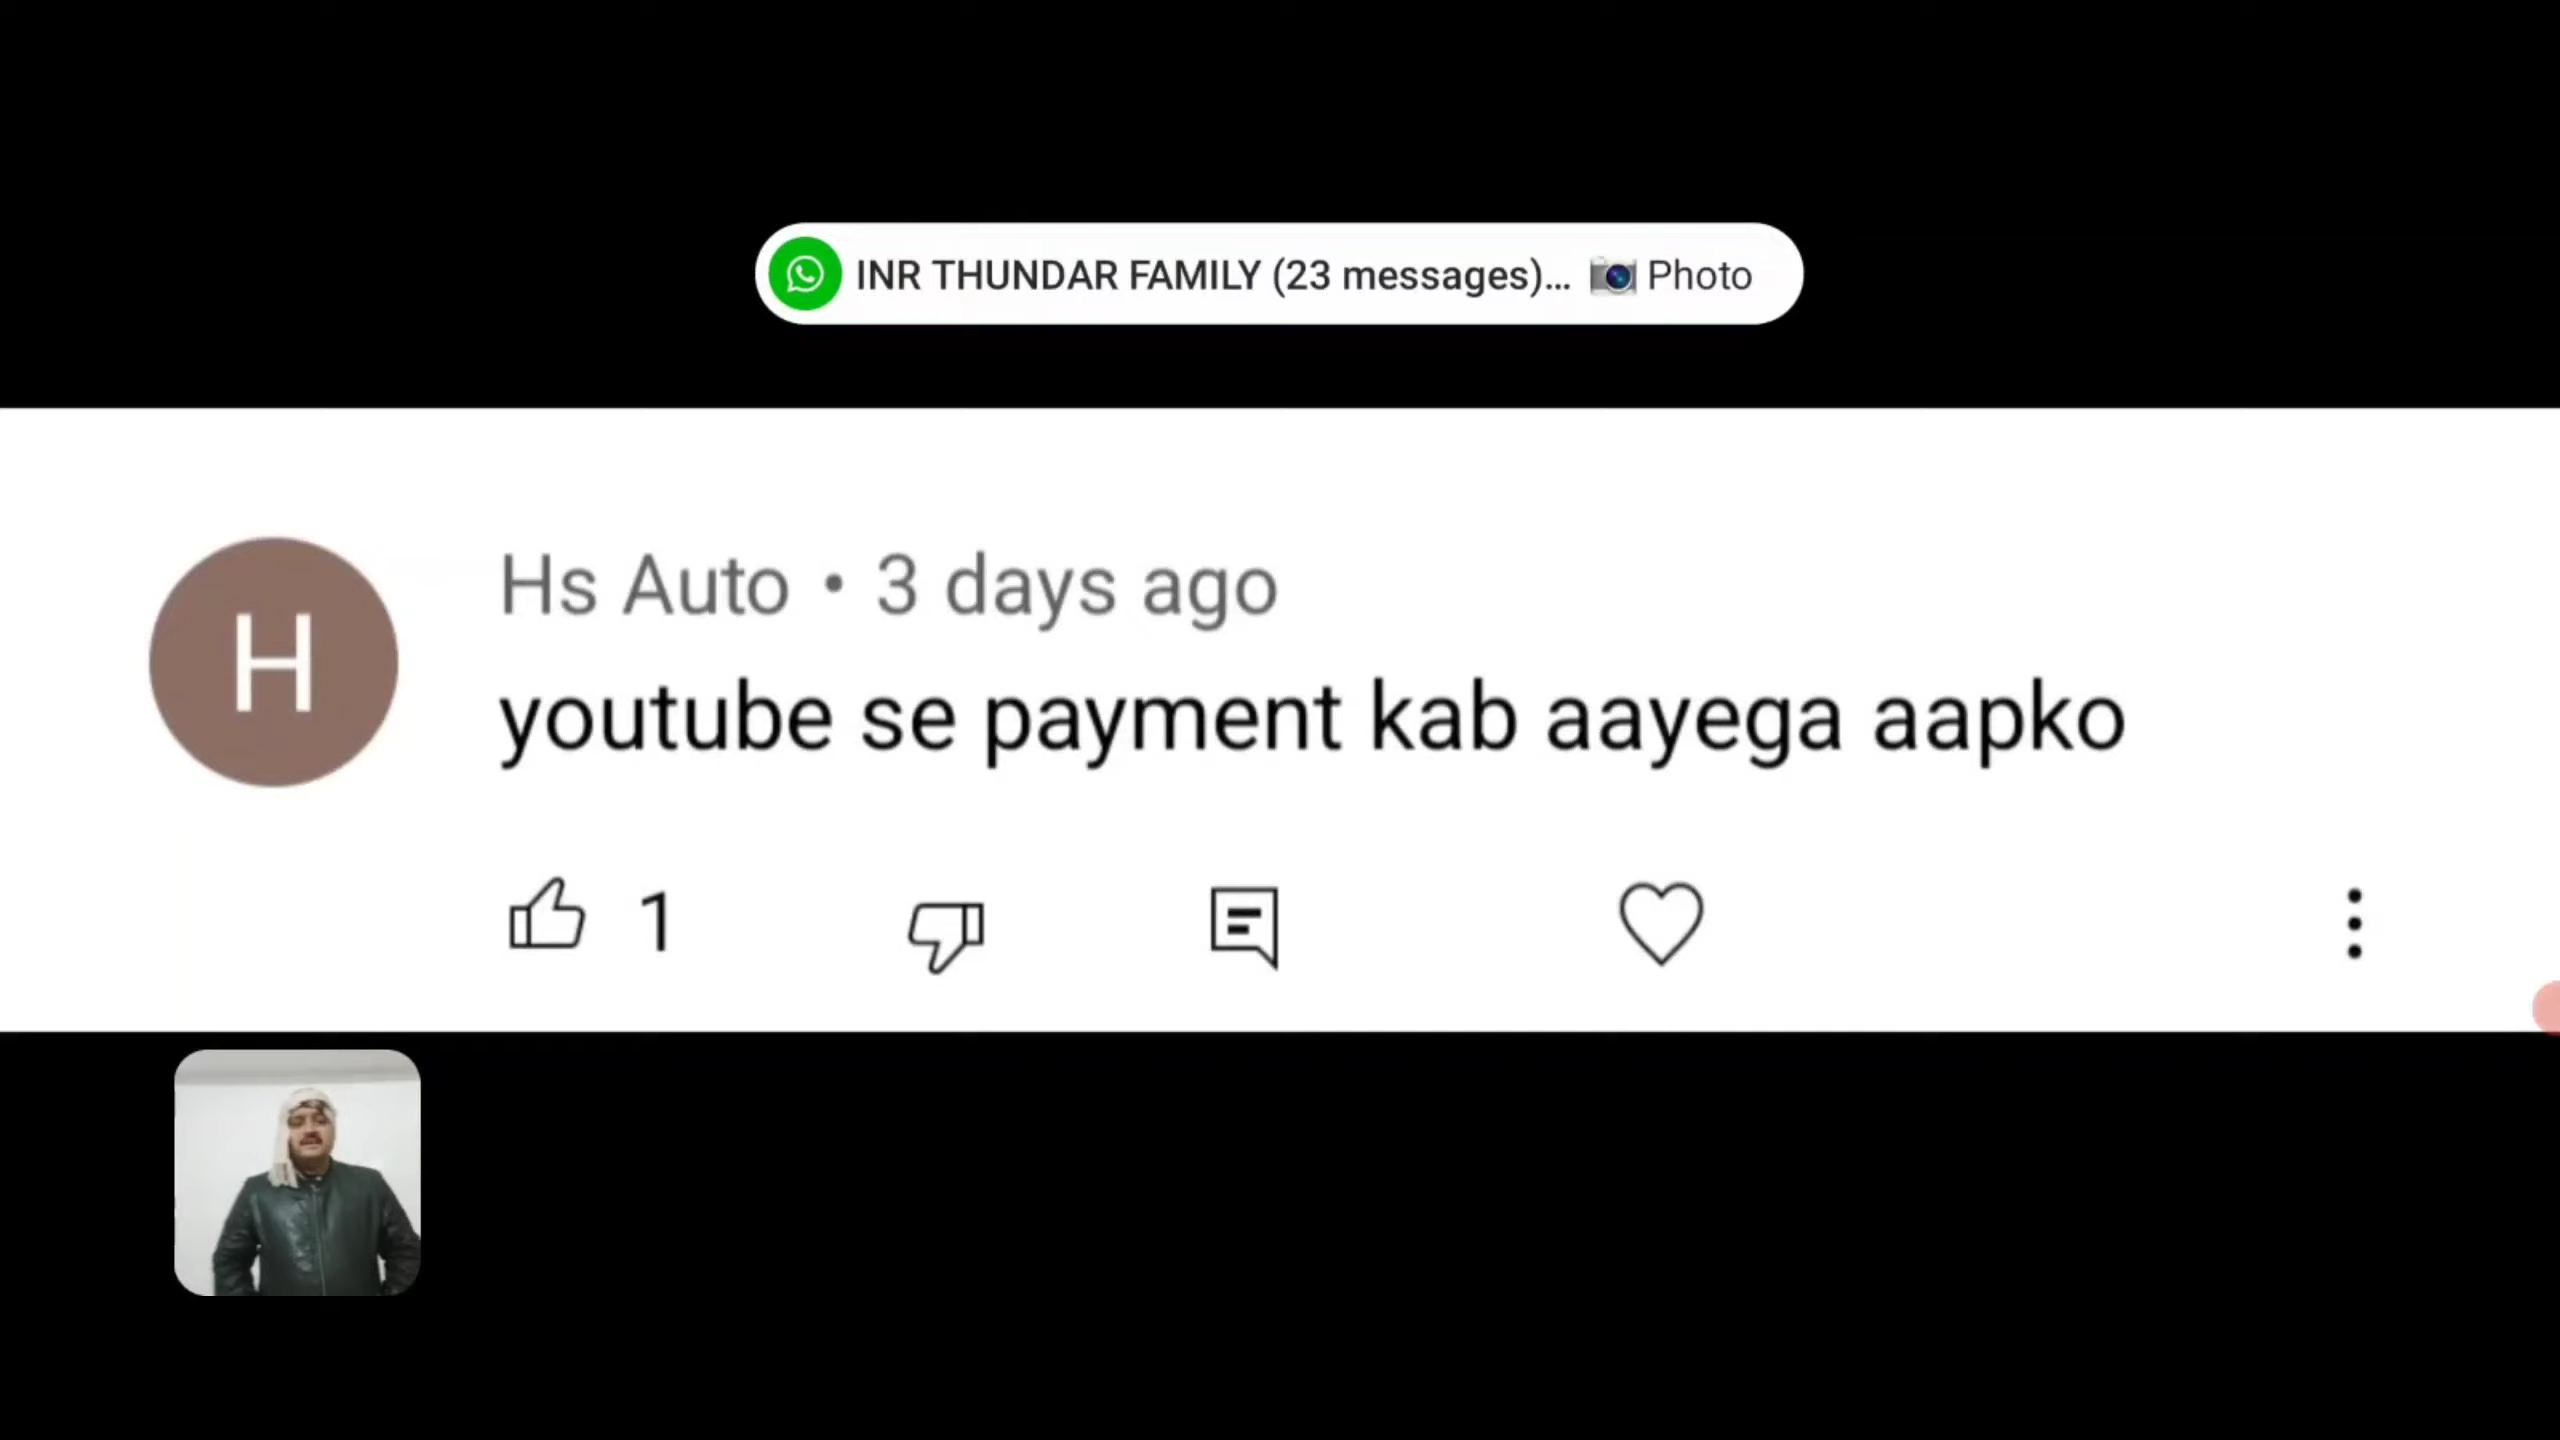 INR THUNDAR FAMILY (23 messages)... 📷 Photo
H
Hs Auto • 3 days ago
youtube se payment kab aayega aapko
1